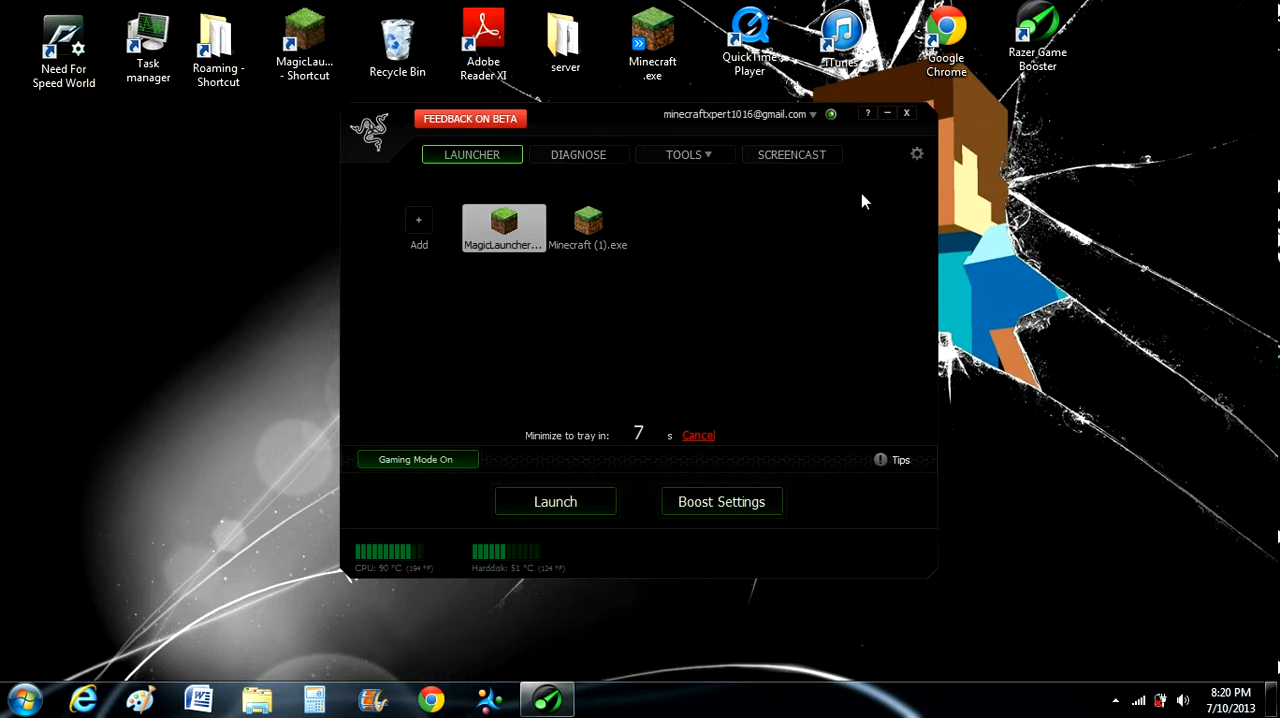 Need For
Speed World
Task
manager
Roaming -
Shortcut
MagicLau...
- Shortcut
Recycle Bin
Adobe
Reader XI
server
Minecraft
.exe
QuickTime
Player
iTunes
Google
Chrome
Razer Game
Booster
FEEDBACK ON BETA
minecraftxpert1016@gmail.com
? – X
LAUNCHER DIAGNOSE TOOLS SCREENCAST
+
Add
MagicLauncher...
Minecraft (1).exe
Minimize to tray in: 7 s Cancel
Gaming Mode On
! Tips
Launch
Boost Settings
CPU: 90 °C (194 °F)
Harddisk: 51 °C (124 °F)
8:20 PM
7/10/2013